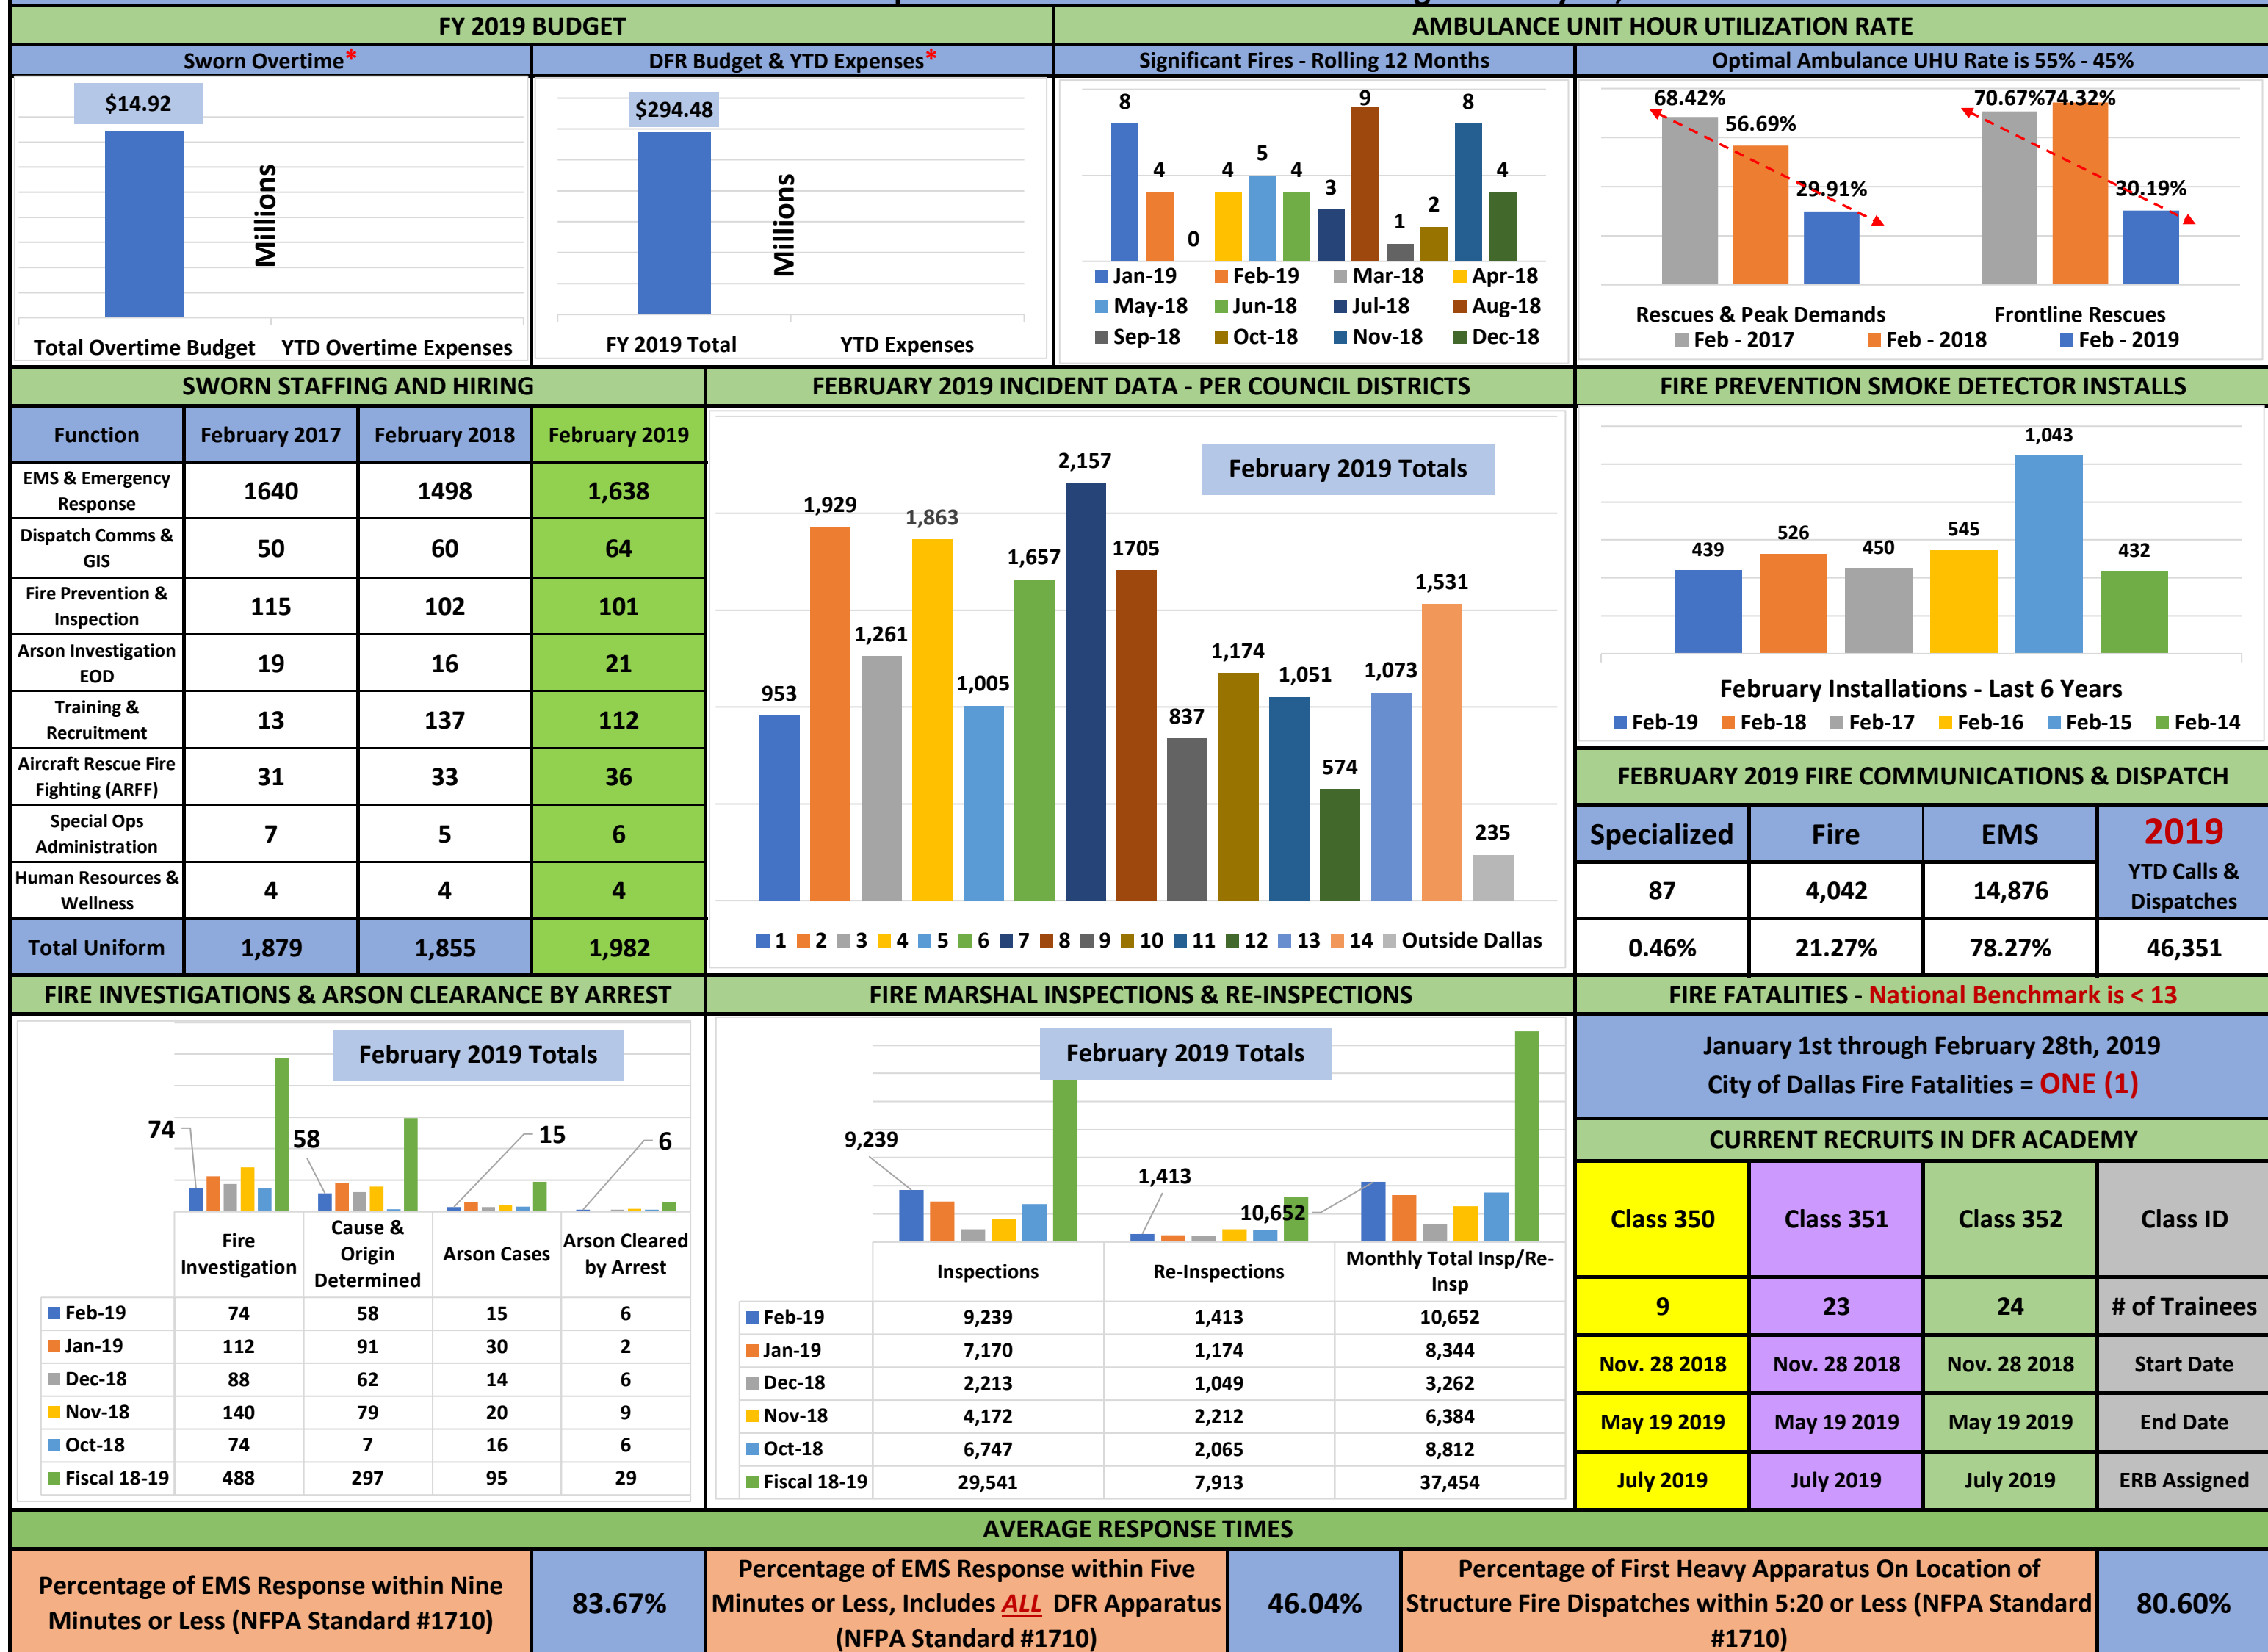 FY 2019 BUDGET
AMBULANCE UNIT HOUR UTILIZATION RATE
Sworn Overtime*
DFR Budget & YTD Expenses*
Significant Fires - Rolling 12 Months
Optimal Ambulance UHU Rate is 55% - 45%
$14.92
Millions
Total Overtime Budget YTD Overtime Expenses
$294.48
Millions
FY 2019 Total YTD Expenses
8 4 0 4 5 4 3 9 1 2 8 4
Jan-19 Feb-19 Mar-18 Apr-18
May-18 Jun-18 Jul-18 Aug-18
Sep-18 Oct-18 Nov-18 Dec-18
68.42% 56.69% 29.91% 70.67% 74.32% 30.19%
Rescues & Peak Demands Frontline Rescues
Feb - 2017 Feb - 2018 Feb - 2019
SWORN STAFFING AND HIRING
Function February 2017 February 2018 February 2019
EMS & Emergency
Response 1640 1498 1,638
Dispatch Comms &
GIS 50 60 64
Fire Prevention &
Inspection 115 102 101
Arson Investigation
EOD 19 16 21
Training &
Recruitment 13 137 112
Aircraft Rescue Fire
Fighting (ARFF) 31 33 36
Special Ops
Administration 7 5 6
Human Resources &
Wellness 4 4 4
Total Uniform 1,879 1,855 1,982
FEBRUARY 2019 INCIDENT DATA - PER COUNCIL DISTRICTS
February 2019 Totals
953 1,929 1,261 1,863 1,005 1,657 2,157 1705 837 1,174 1,051 574 1,073 1,531 235
1 2 3 4 5 6 7 8 9 10 11 12 13 14 Outside Dallas
FIRE PREVENTION SMOKE DETECTOR INSTALLS
439 526 450 545 1,043 432
February Installations - Last 6 Years
Feb-19 Feb-18 Feb-17 Feb-16 Feb-15 Feb-14
FEBRUARY 2019 FIRE COMMUNICATIONS & DISPATCH
Specialized Fire EMS 2019
YTD Calls &
Dispatches
87 4,042 14,876
0.46% 21.27% 78.27% 46,351
FIRE INVESTIGATIONS & ARSON CLEARANCE BY ARREST
February 2019 Totals
74 58 15 6
Fire
Investigation
Cause &
Origin
Determined
Arson Cases
Arson Cleared
by Arrest
Feb-19 74 58 15 6
Jan-19 112 91 30 2
Dec-18 88 62 14 6
Nov-18 140 79 20 9
Oct-18 74 7 16 6
Fiscal 18-19 488 297 95 29
FIRE MARSHAL INSPECTIONS & RE-INSPECTIONS
February 2019 Totals
9,239 1,413 10,652
Inspections
Re-Inspections
Monthly Total Insp/Re-
Insp
Feb-19 9,239 1,413 10,652
Jan-19 7,170 1,174 8,344
Dec-18 2,213 1,049 3,262
Nov-18 4,172 2,212 6,384
Oct-18 6,747 2,065 8,812
Fiscal 18-19 29,541 7,913 37,454
FIRE FATALITIES - National Benchmark is < 13
January 1st through February 28th, 2019
City of Dallas Fire Fatalities = ONE (1)
CURRENT RECRUITS IN DFR ACADEMY
Class 350 Class 351 Class 352 Class ID
9 23 24 # of Trainees
Nov. 28 2018 Nov. 28 2018 Nov. 28 2018 Start Date
May 19 2019 May 19 2019 May 19 2019 End Date
July 2019 July 2019 July 2019 ERB Assigned
AVERAGE RESPONSE TIMES
Percentage of EMS Response within Nine
Minutes or Less (NFPA Standard #1710)
83.67%
Percentage of EMS Response within Five
Minutes or Less, Includes ALL DFR Apparatus
(NFPA Standard #1710)
46.04%
Percentage of First Heavy Apparatus On Location of
Structure Fire Dispatches within 5:20 or Less (NFPA Standard
#1710)
80.60%